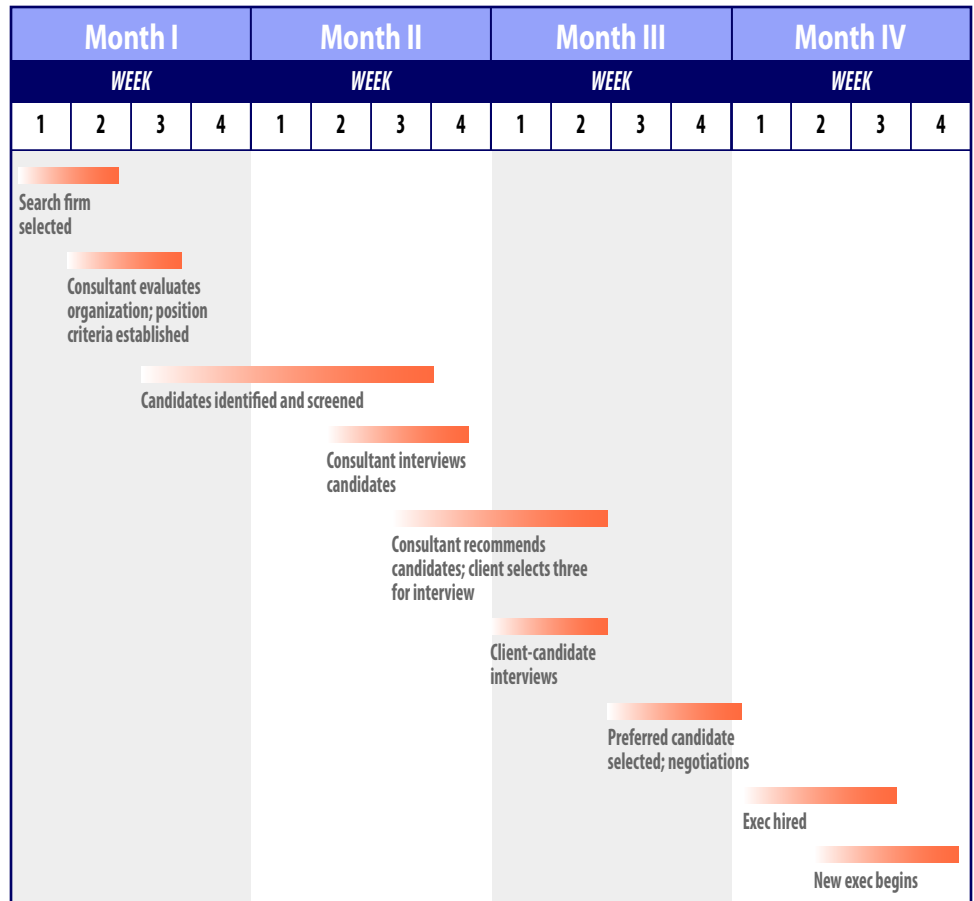 Month I Month II Month III Month IV
WEEK WEEK WEEK WEEK
1 2 3 4 1 2 3 4 1 2 3 4 1 2 3 4
Search firm
selected
Consultant evaluates
organization; position
criteria established
Candidates identified and screened
Consultant interviews
candidates
Consultant recommends
candidates; client selects three
for interview
Client-candidate
interviews
Preferred candidate
selected; negotiations
Exec hired
New exec begins